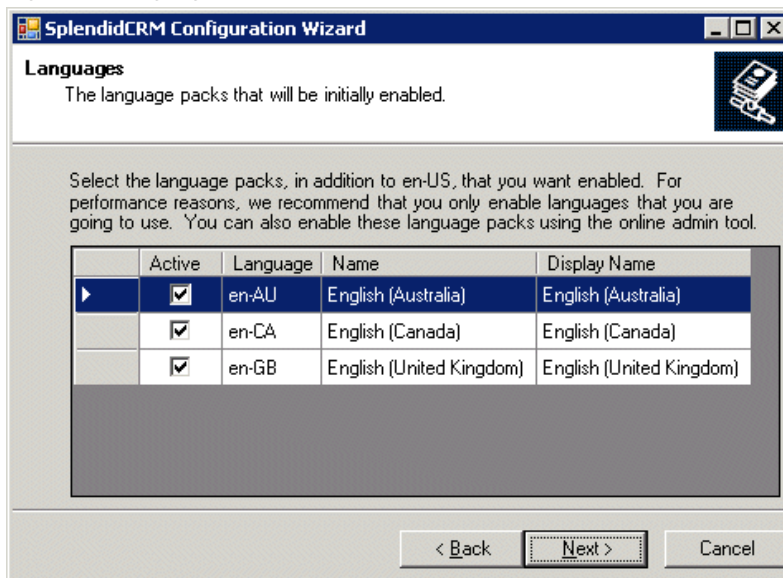 SplendidCRM Configuration Wizard
Languages
The language packs that will be initially enabled.
Select the language packs, in addition to en-US, that you want enabled. For
performance reasons, we recommend that you only enable languages that you are
going to use. You can also enable these language packs using the online admin tool.
Active Language Name Display Name
en-AU English (Australia) English (Australia)
en-CA English (Canada) English (Canada)
en-GB English (United Kingdom) English (United Kingdom)
< Back Next > Cancel